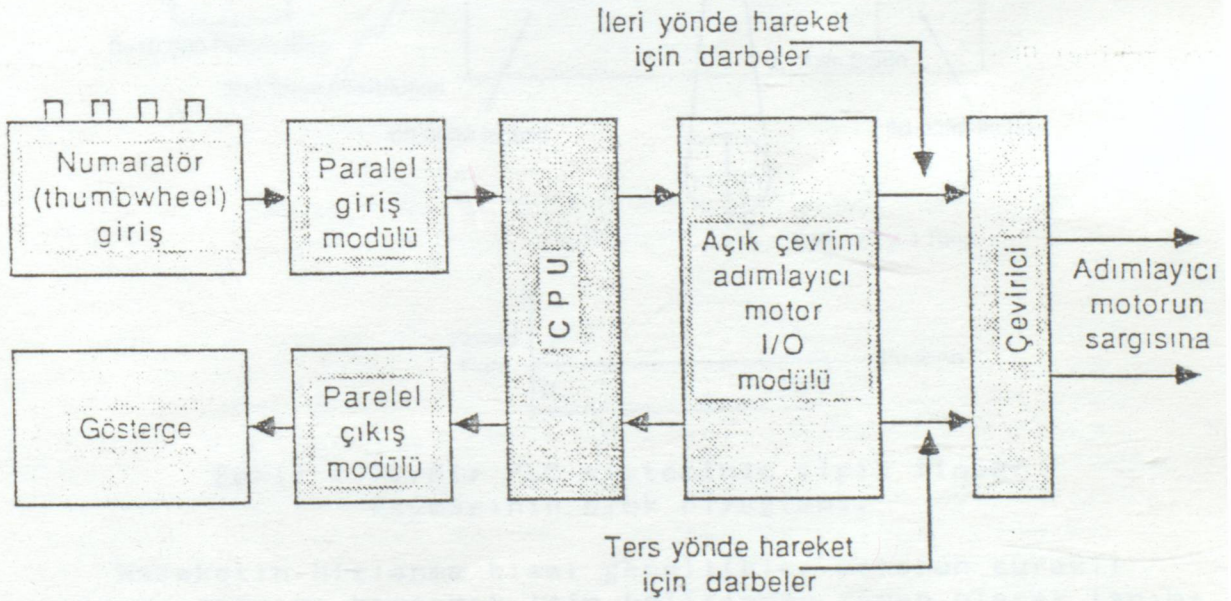 İleri yönde hareket
için darbeler
Numaratör
(thumbwheel)
giriş
Paralel
giriş
modülü
CPU
Açık çevrim
adımlayıcı
motor
I/O
modülü
Çevirici
Adımlayıcı
motorun
sargısına
Gösterge
Parelel
çıkış
modülü
Ters yönde hareket
için darbeler